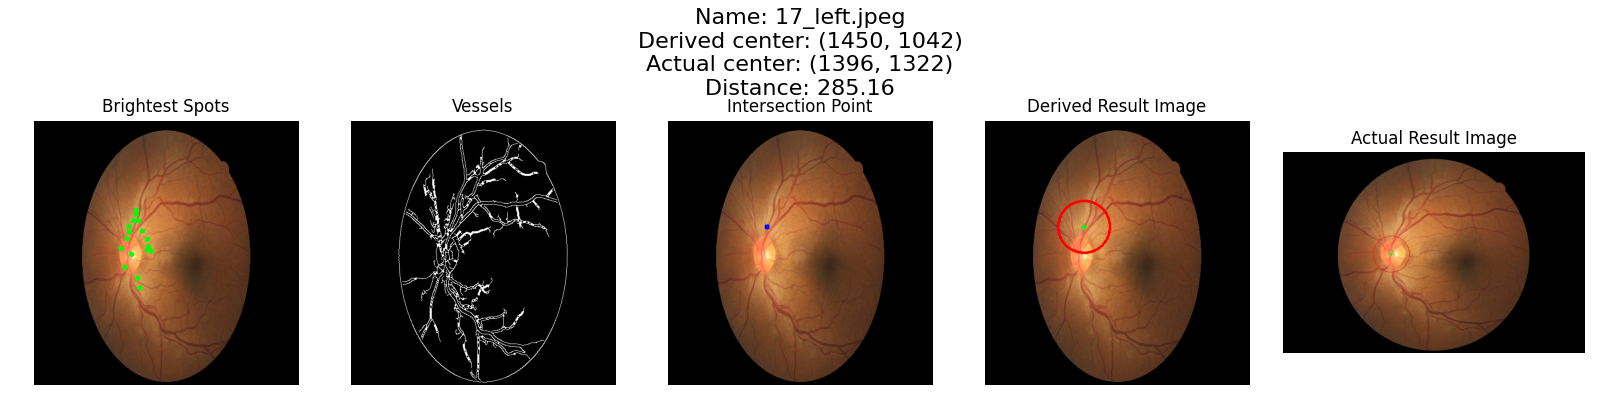 Name: 17_left.jpeg
Derived center: (1450, 1042)
Actual center: (1396, 1322)
Distance: 285.16
Brightest Spots
Vessels
Intersection Point
Derived Result Image
Actual Result Image